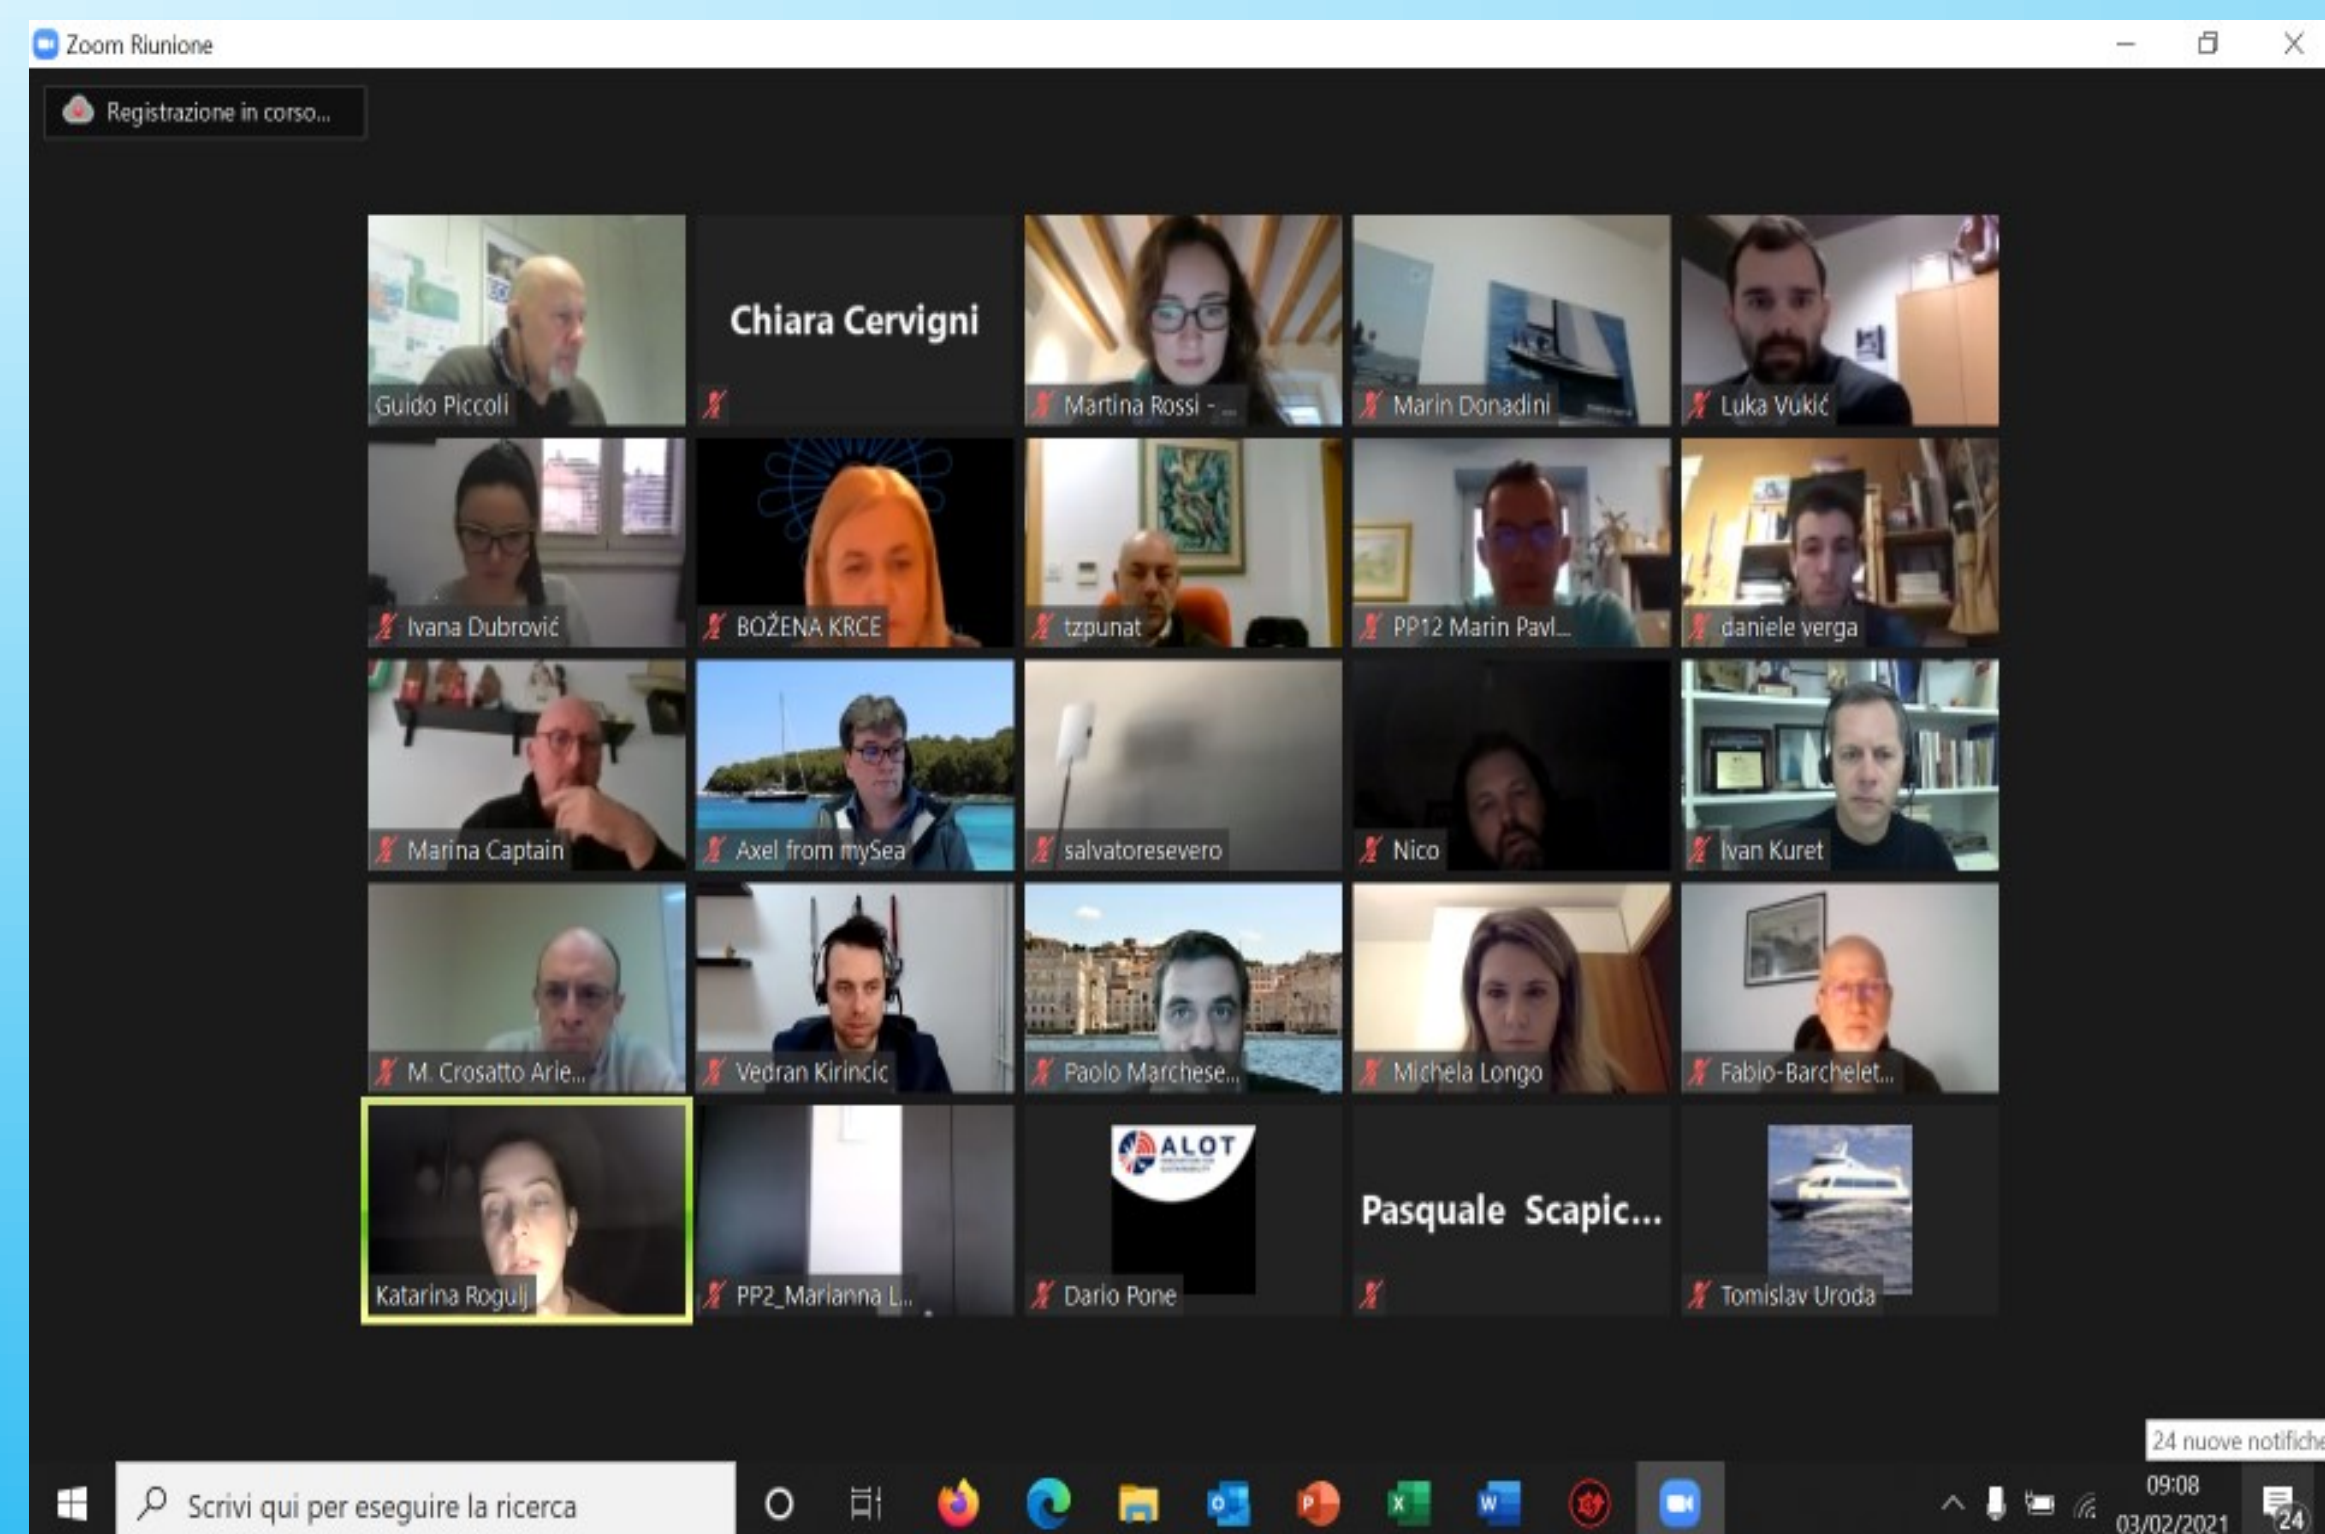 Zoom Riunione
Registrazione in corso...
Guido Piccoli
Chiara Cervigni
Martina Rossi - ...
Marin Donadini
Luka Vukić
Ivana Dubrović
BOŽENA KRCE
tzpunat
PP12 Marin Pavl...
daniele verga
Marina Captain
Axel from mySea
salvatoresevero
Nico
Ivan Kuret
M. Crosatto Arie...
Vedran Kirincic
Paolo Marchese...
Michela Longo
Fabio-Barchelet...
Katarina Rogulj
PP2_Marianna L...
ALOT
Dario Pone
Pasquale Scapic...
Tomislav Uroda
24 nuove notifiche
Scrivi qui per eseguire la ricerca
09:08
03/02/2021
24